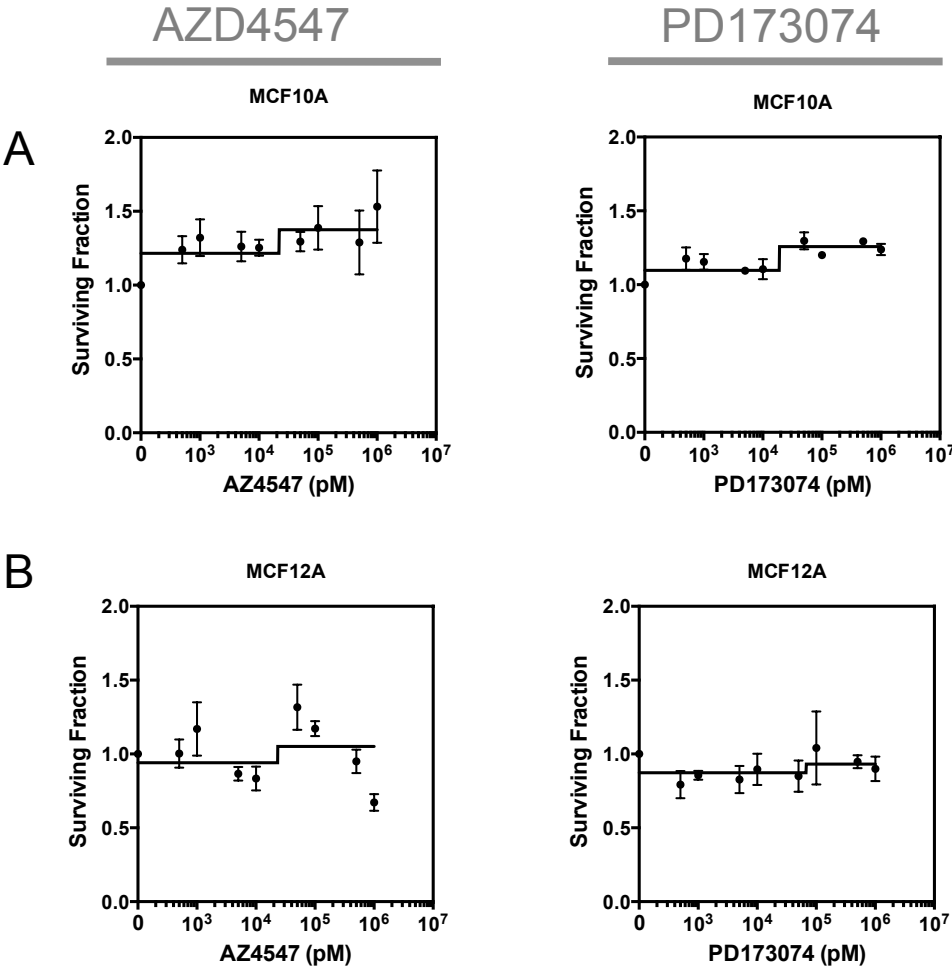 AZD4547
PD173074
A
MCF10A
Surviving Fraction
2.0
1.5
1.0
0.5
0.0
0 10³ 10⁴ 10⁵ 10⁶ 10⁷
AZ4547 (pM)
MCF10A
Surviving Fraction
2.0
1.5
1.0
0.5
0.0
0 10³ 10⁴ 10⁵ 10⁶ 10⁷
PD173074 (pM)
B
MCF12A
Surviving Fraction
2.0
1.5
1.0
0.5
0.0
0 10³ 10⁴ 10⁵ 10⁶ 10⁷
AZ4547 (pM)
MCF12A
Surviving Fraction
2.0
1.5
1.0
0.5
0.0
0 10³ 10⁴ 10⁵ 10⁶ 10⁷
PD173074 (pM)